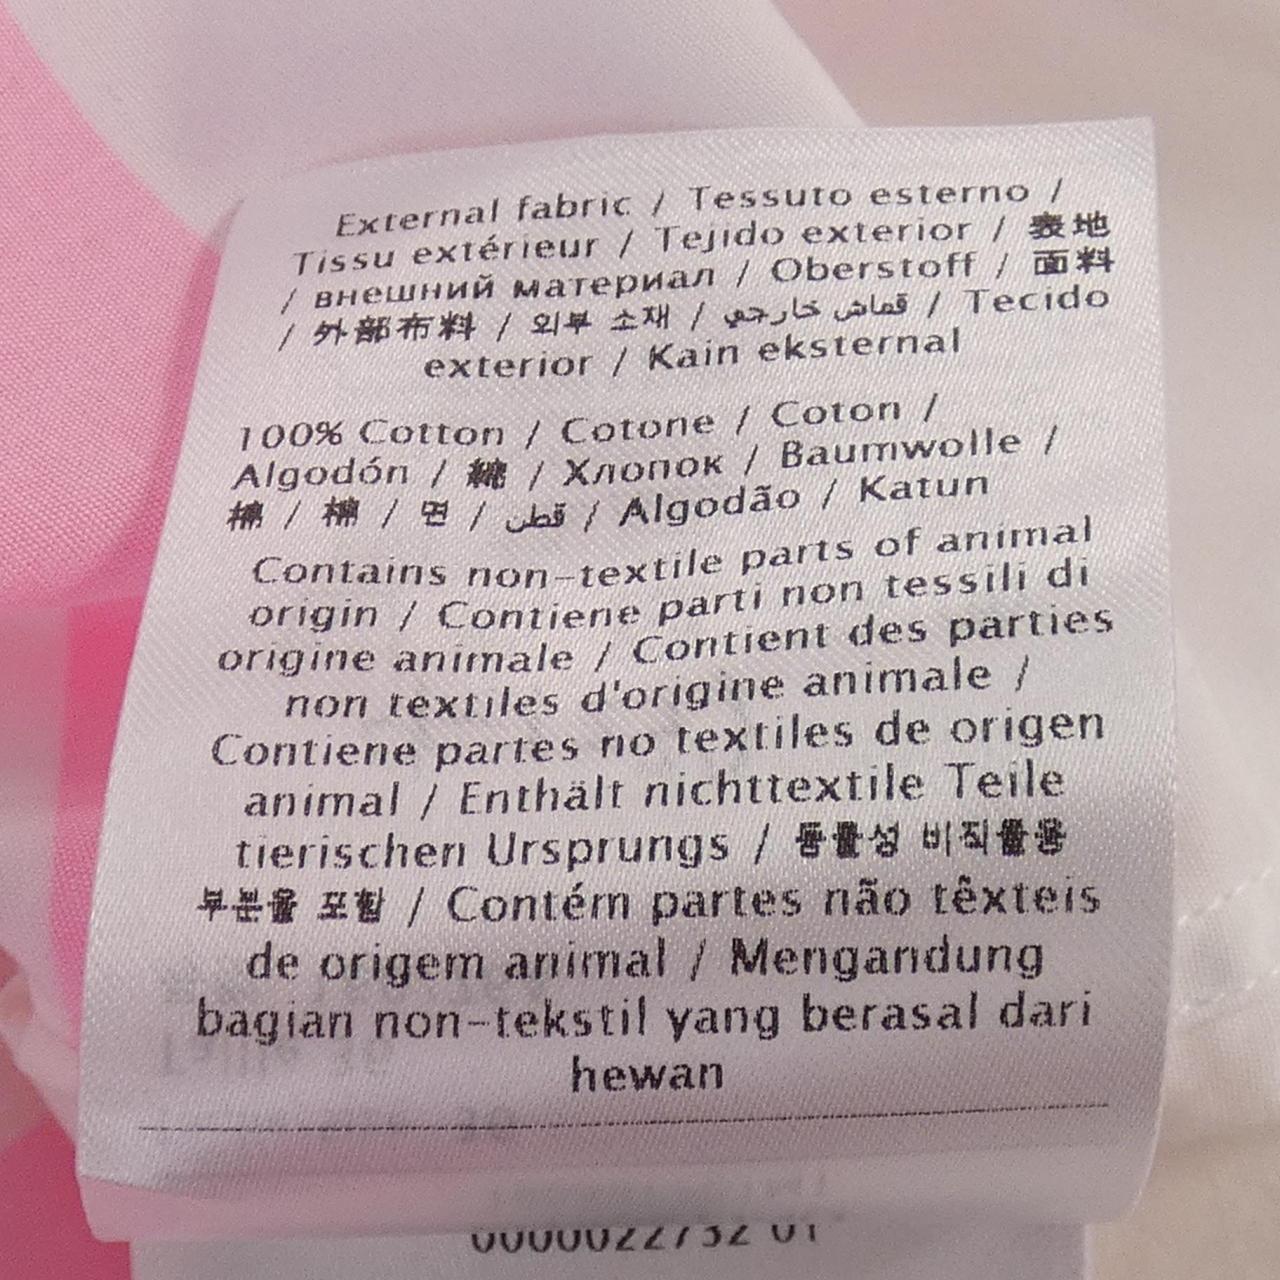 External fabric / Tessuto esterno /
Tissu extérieur / Tejido exterior / 表地
/ внешний материал / Oberstoff / 面料
/ 外部布料 / 외부 소재 / قماش خارجي / Tecido
exterior / Kain eksternal
100% Cotton / Cotone / Coton /
Algodón / 綿 / Хлопок / Baumwolle /
棉 / 棉 / 면 / قطن / Algodão / Katun
Contains non-textile parts of animal
origin / Contiene parti non tessili di
origine animale / Contient des parties
non textiles d'origine animale /
Contiene partes no textiles de origen
animal / Enthält nichttextile Teile
tierischen Ursprungs / 동물성 비직물용
부분을 포함 / Contém partes não têxteis
de origem animal / Mengandung
bagian non-tekstil yang berasal dari
hewan
0000022732 01